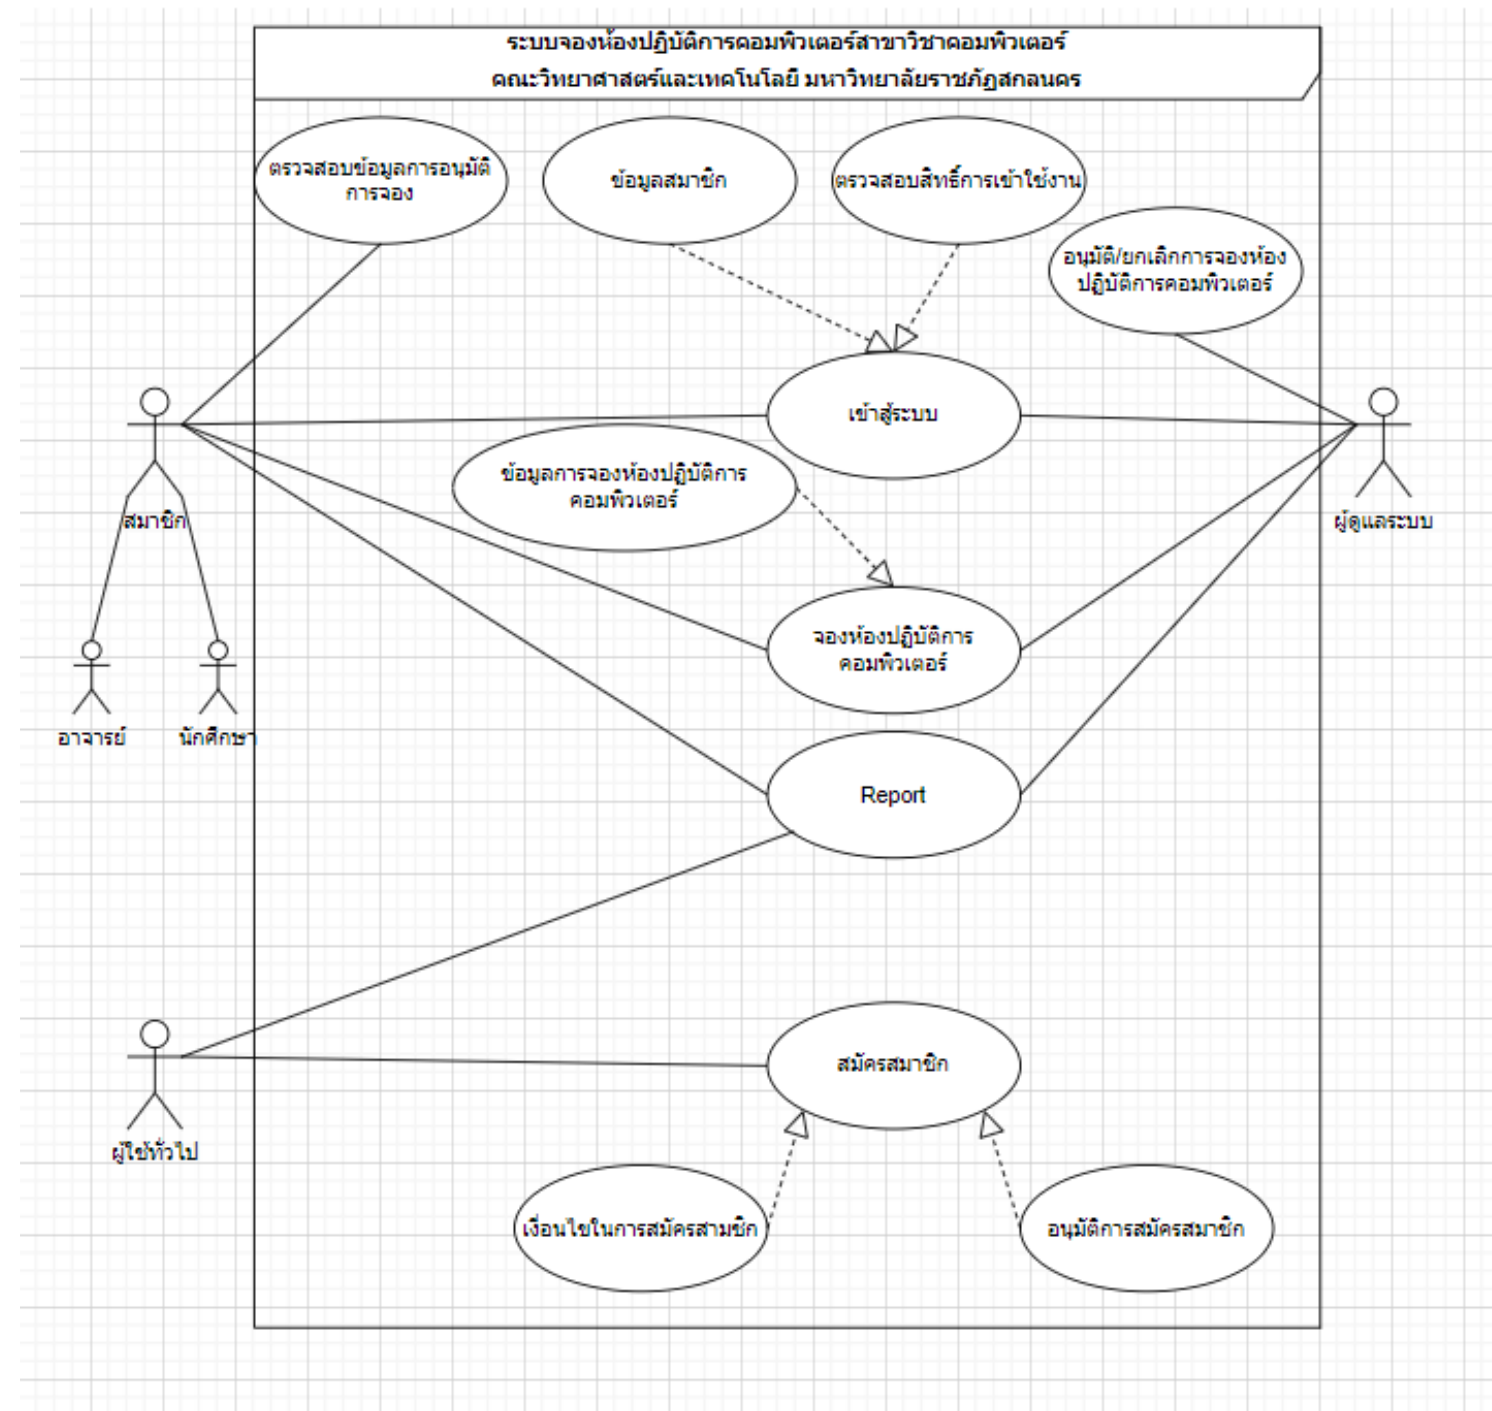 ระบบจองห้องปฏิบัติการคอมพิวเตอร์สาขาวิชาคอมพิวเตอร์
คณะวิทยาศาสตร์และเทคโนโลยี มหาวิทยาลัยราชภัฏสกลนคร
ตรวจสอบข้อมูลการอนุมัติ
การจอง
ข้อมูลสมาชิก
ตรวจสอบสิทธิ์การเข้าใช้งาน
อนุมัติ/ยกเลิกการจองห้อง
ปฏิบัติการคอมพิวเตอร์
เข้าสู่ระบบ
ข้อมูลการจองห้องปฏิบัติการ
คอมพิวเตอร์
สมาชิก
ผู้ดูแลระบบ
จองห้องปฏิบัติการ
คอมพิวเตอร์
อาจารย์
นักศึกษา
Report
สมัครสมาชิก
ผู้ใช้ทั่วไป
เงื่อนไขในการสมัครสามชิก
อนุมัติการสมัครสมาชิก